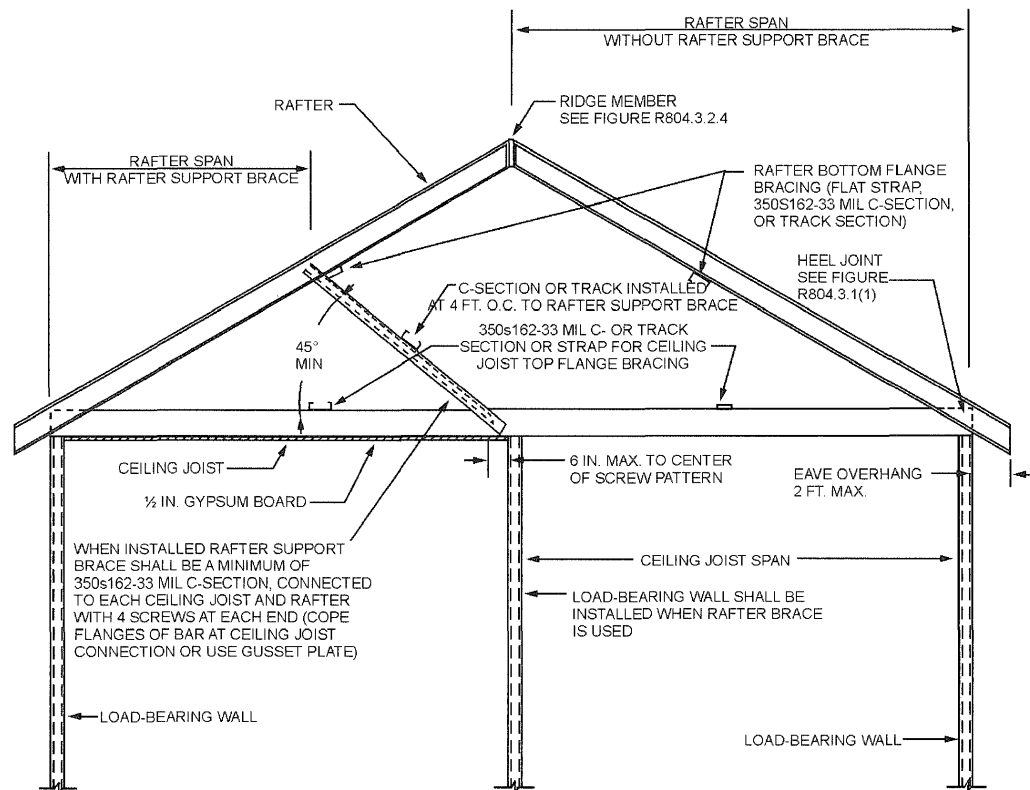 RAFTER SPAN
WITHOUT RAFTER SUPPORT BRACE
RAFTER
RIDGE MEMBER
SEE FIGURE R804.3.2.4
RAFTER SPAN
WITH RAFTER SUPPORT BRACE
RAFTER BOTTOM FLANGE
BRACING (FLAT STRAP,
350S162-33 MIL C-SECTION,
OR TRACK SECTION)
HEEL JOINT
SEE FIGURE
R804.3.1(1)
C-SECTION OR TRACK INSTALLED
AT 4 FT. O.C. TO RAFTER SUPPORT BRACE
350s162-33 MIL C- OR TRACK
SECTION OR STRAP FOR CEILING
JOIST TOP FLANGE BRACING
45°
MIN
CEILING JOIST
½ IN. GYPSUM BOARD
6 IN. MAX. TO CENTER
OF SCREW PATTERN
EAVE OVERHANG
2 FT. MAX.
WHEN INSTALLED RAFTER SUPPORT
BRACE SHALL BE A MINIMUM OF
350s162-33 MIL C-SECTION, CONNECTED
TO EACH CEILING JOIST AND RAFTER
WITH 4 SCREWS AT EACH END (COPE
FLANGES OF BAR AT CEILING JOIST
CONNECTION OR USE GUSSET PLATE)
CEILING JOIST SPAN
LOAD-BEARING WALL SHALL BE
INSTALLED WHEN RAFTER BRACE
IS USED
LOAD-BEARING WALL
LOAD-BEARING WALL